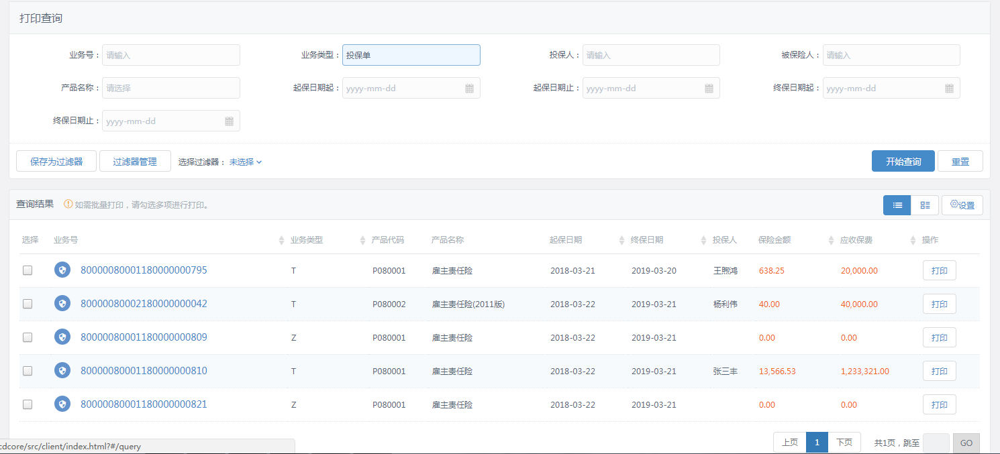 打印查询
业务号： 请输入 业务类型： 投保单 投保人： 请输入 被保险人： 请输入
产品名称： 请选择 起保日期起： yyyy-mm-dd 起保日期止： yyyy-mm-dd 终保日期起： yyyy-mm-dd
终保日期止： yyyy-mm-dd
保存为过滤器 过滤器管理 选择过滤器： 未选择 开始查询 重置
查询结果 如需批量打印，请勾选多项进行打印。 设置
选择 业务号 业务类型 产品代码 产品名称 起保日期 终保日期 投保人 保险金额 应收保费 操作
80000080001180000000795 T P080001 雇主责任险 2018-03-21 2019-03-20 王煦鸿 638.25 20,000.00 打印
80000080002180000000042 T P080002 雇主责任险(2011版) 2018-03-22 2019-03-21 杨利伟 40.00 40,000.00 打印
80000080001180000000809 Z P080001 雇主责任险 2018-03-22 2019-03-21 0.00 0.00 打印
80000080001180000000810 T P080001 雇主责任险 2018-03-22 2019-03-21 张三丰 13,566.53 1,233,321.00 打印
80000080001180000000821 Z P080001 雇主责任险 2018-03-22 2019-03-21 0.00 0.00 打印
上页 1 下页 共1页，跳至 GO
cdcore/src/client/index.html?#/query